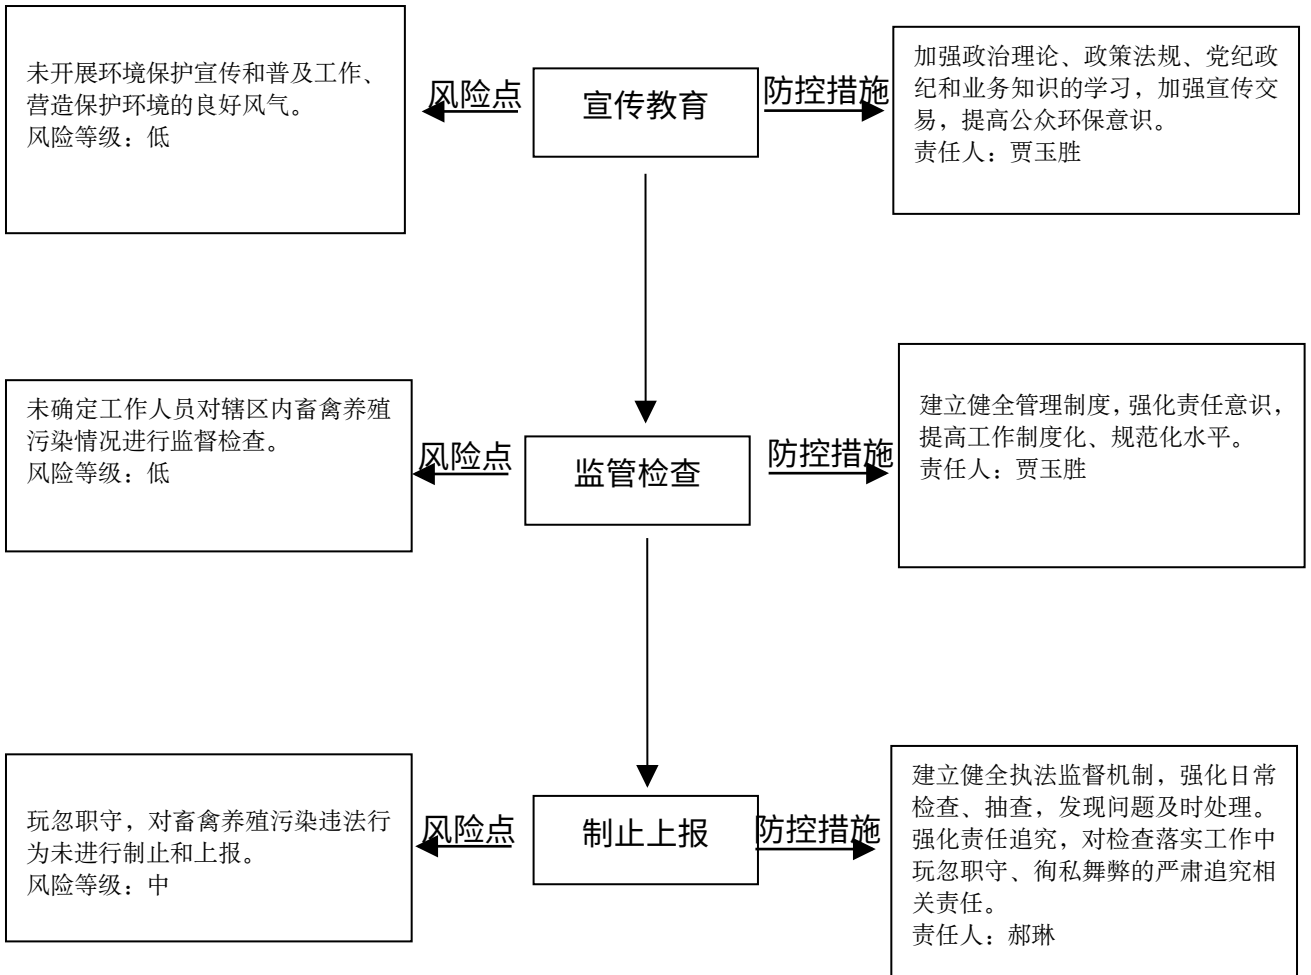 未开展环境保护宣传和普及工作、
营造保护环境的良好风气。
风险等级：低
风险点
宣传教育
防控措施
加强政治理论、政策法规、党纪政
纪和业务知识的学习，加强宣传交
易，提高公众环保意识。
责任人：贾玉胜
未确定工作人员对辖区内畜禽养殖
污染情况进行监督检查。
风险等级：低
风险点
监管检查
防控措施
建立健全管理制度，强化责任意识，
提高工作制度化、规范化水平。
责任人：贾玉胜
玩忽职守，对畜禽养殖污染违法行
为未进行制止和上报。
风险等级：中
风险点
制止上报
防控措施
建立健全执法监督机制，强化日常
检查、抽查，发现问题及时处理。
强化责任追究，对检查落实工作中
玩忽职守、徇私舞弊的严肃追究相
关责任。
责任人：郝琳